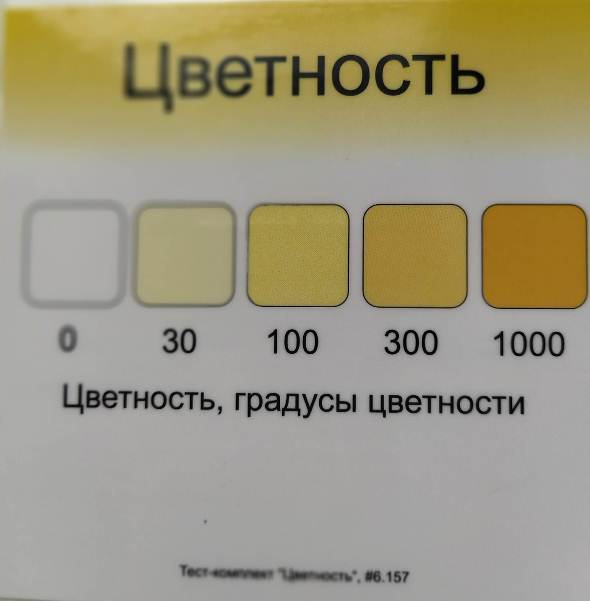 Цветность
0 30 100 300 1000
Цветность, градусы цветности
Тест-комплект "Цветность", #6.157